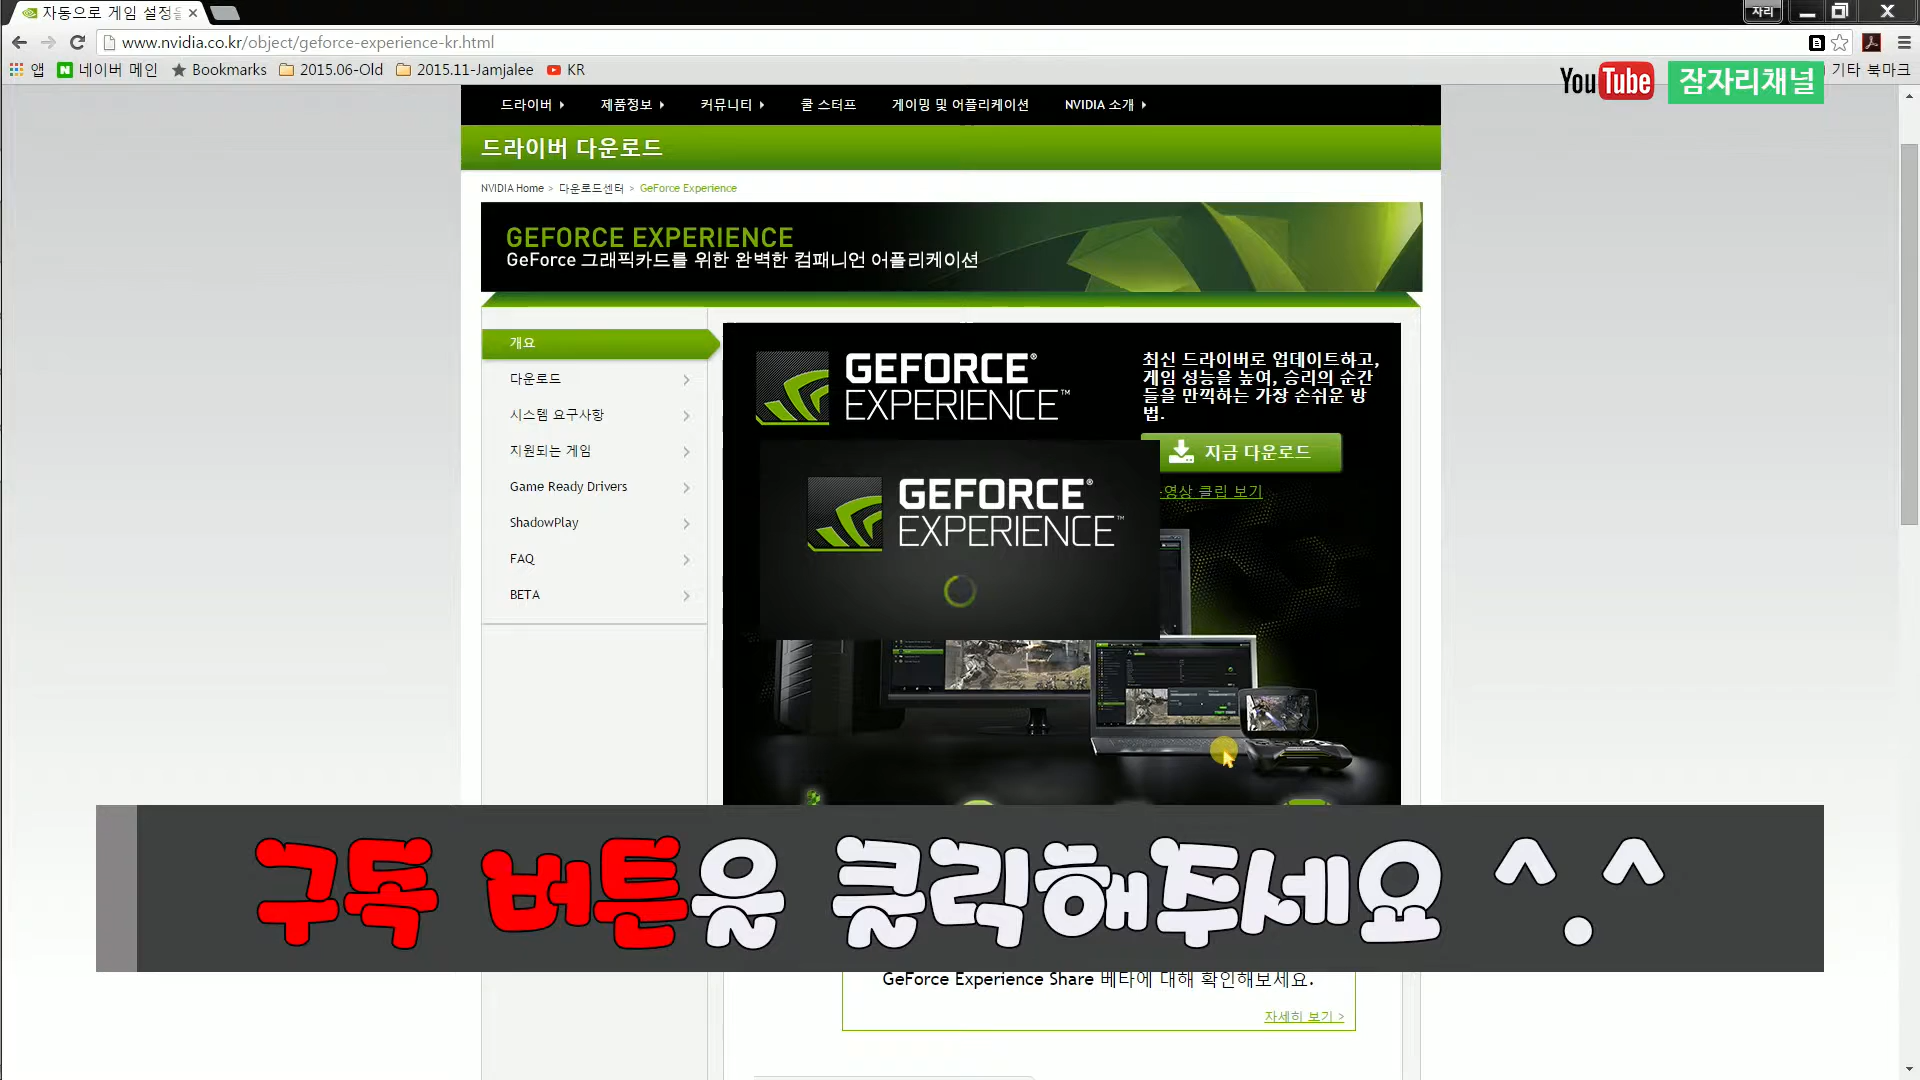 자동으로 게임 설정을
자리
www.nvidia.co.kr/object/geforce-experience-kr.html
앱
N 네이버 메인
Bookmarks
2015.06-Old
2015.11-Jamjalee
KR
기타 북마크
YouTube 잠자리채널
드라이버
제품정보
커뮤니티
쿨 스터프
게이밍 및 어플리케이션
NVIDIA 소개
드라이버 다운로드
NVIDIA Home > 다운로드센터 > GeForce Experience
GEFORCE EXPERIENCE
GeForce 그래픽카드를 위한 완벽한 컴패니언 어플리케이션
개요
다운로드
시스템 요구사항
지원되는 게임
Game Ready Drivers
ShadowPlay
FAQ
BETA
GEFORCE®
EXPERIENCE™
최신 드라이버로 업데이트하고,
게임 성능을 높여, 승리의 순간
들을 만끽하는 가장 손쉬운 방
법.
지금 다운로드
영상 클립 보기
GEFORCE®
EXPERIENCE™
구독 버튼을 클릭해주세요 ^.^
GeForce Experience Share 베타에 대해 확인해보세요.
자세히 보기 >